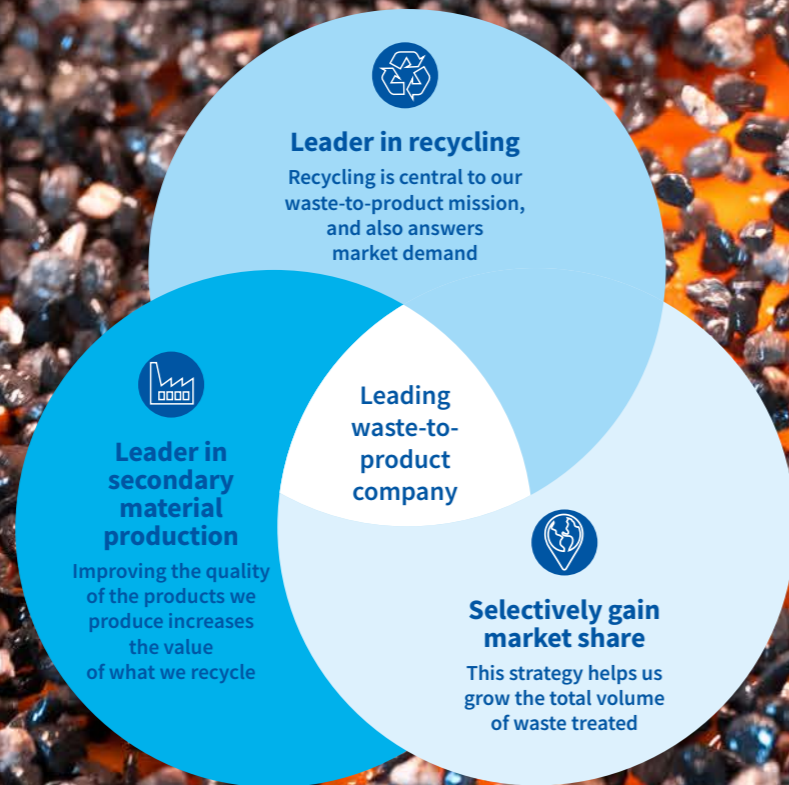 Leader in recycling
Recycling is central to our
waste-to-product mission,
and also answers
market demand
Leading
waste-to-
product
company
Leader in
secondary
material
production
Improving the quality
of the products we
produce increases
the value
of what we recycle
Selectively gain
market share
This strategy helps us
grow the total volume
of waste treated